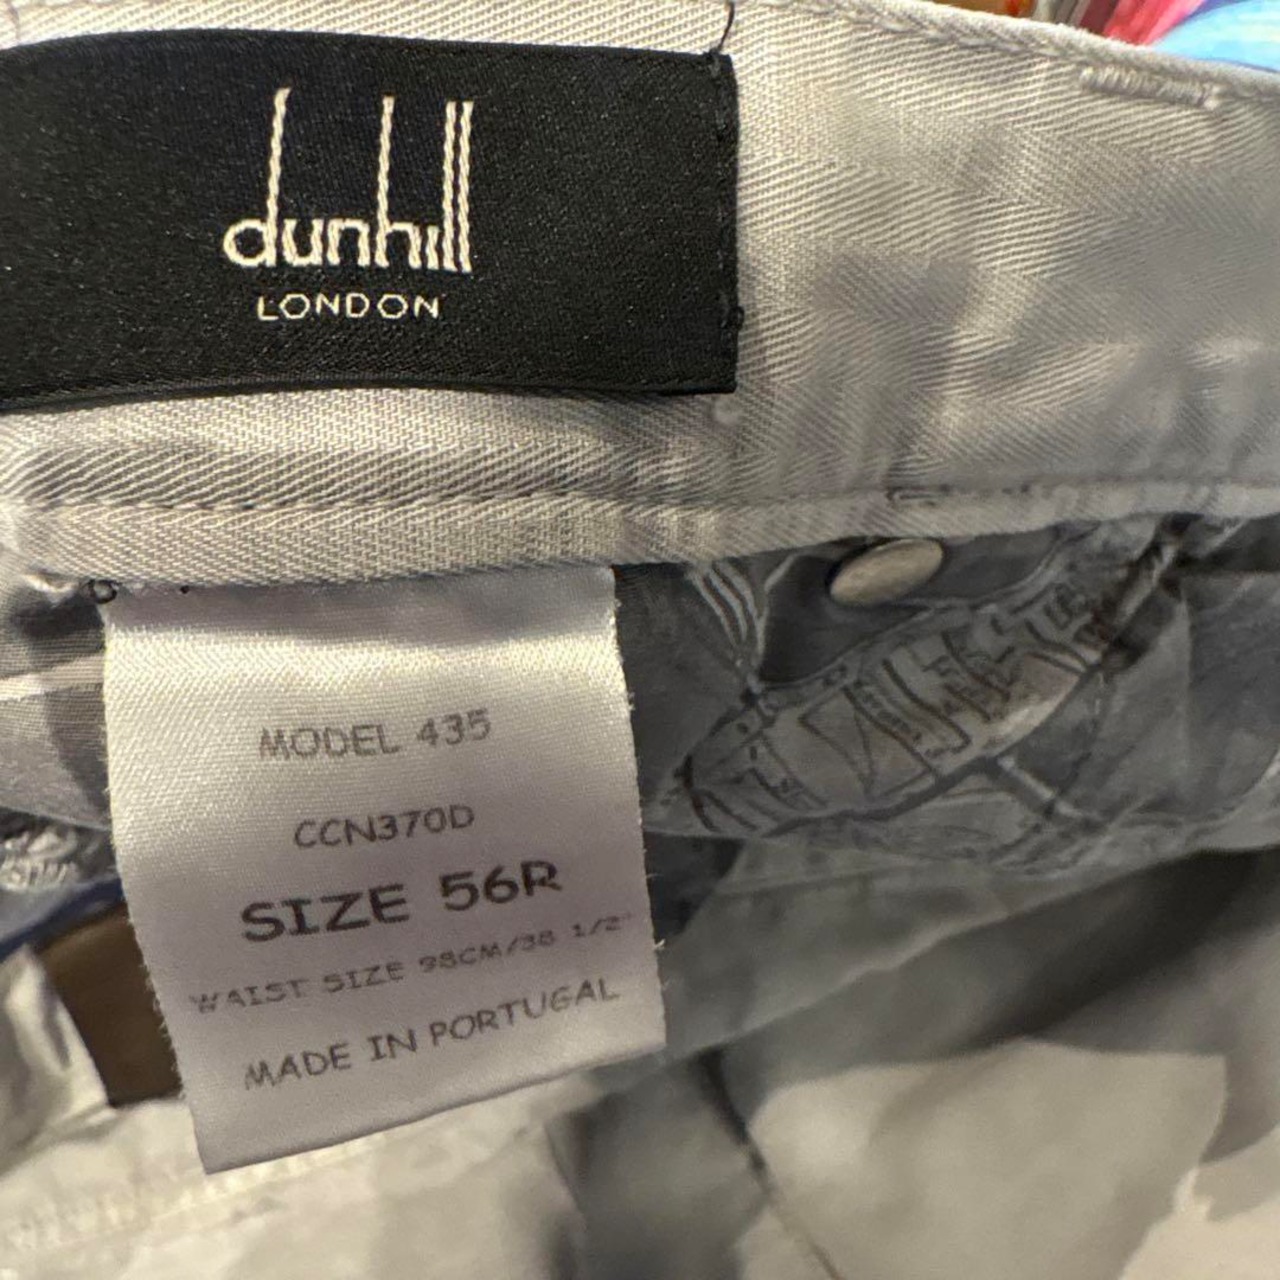 dunhill
LONDON
MODEL 435
CCN370D
SIZE 56R
WAIST SIZE 98CM/38 1/2"
MADE IN PORTUGAL